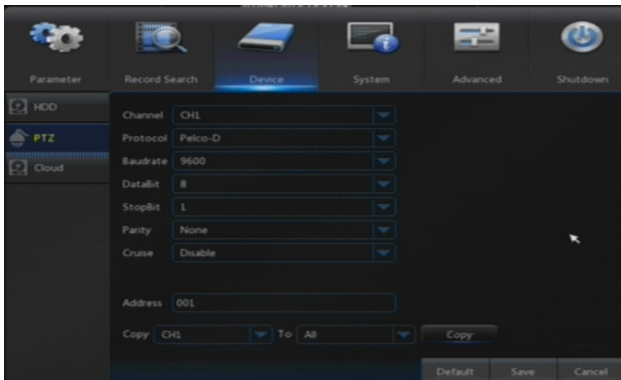 Parameter Record Search Device System Advanced Shutdown
HDD
PTZ
Cloud
Channel CH1
Protocol Pelco-D
Baudrate 9600
DataBit 8
StopBit 1
Parity None
Cruise Disable
Address 001
Copy CH1 To All Copy
Default Save Cancel